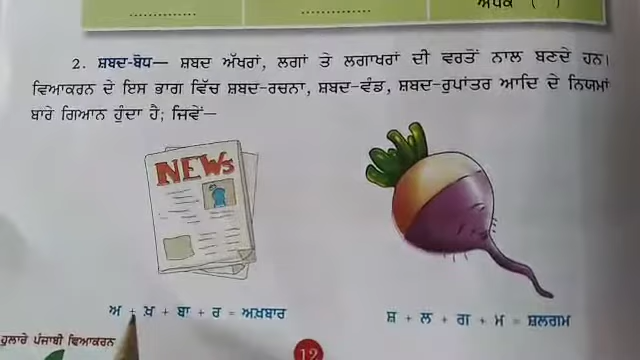 ਅਧਕ ( ੱ )
2. ਸ਼ਬਦ-ਬੋਧ— ਸ਼ਬਦ ਅੱਖਰਾਂ, ਲਗਾਂ ਤੇ ਲਗਾਖਰਾਂ ਦੀ ਵਰਤੋਂ ਨਾਲ ਬਣਦੇ ਹਨ।
ਵਿਆਕਰਨ ਦੇ ਇਸ ਭਾਗ ਵਿੱਚ ਸ਼ਬਦ-ਰਚਨਾ, ਸ਼ਬਦ-ਵੰਡ, ਸ਼ਬਦ-ਰੁਪਾਂਤਰ ਆਦਿ ਦੇ ਨਿਯਮਾਂ
ਬਾਰੇ ਗਿਆਨ ਹੁੰਦਾ ਹੈ; ਜਿਵੇਂ—
NEWS
ਅ + ਖ਼ + ਬਾ + ਰ = ਅਖ਼ਬਾਰ
ਸ਼ + ਲ + ਗ + ਮ = ਸ਼ਲਗਮ
ਹੁਲਾਰੇ ਪੰਜਾਬੀ ਵਿਆਕਰਨ
12